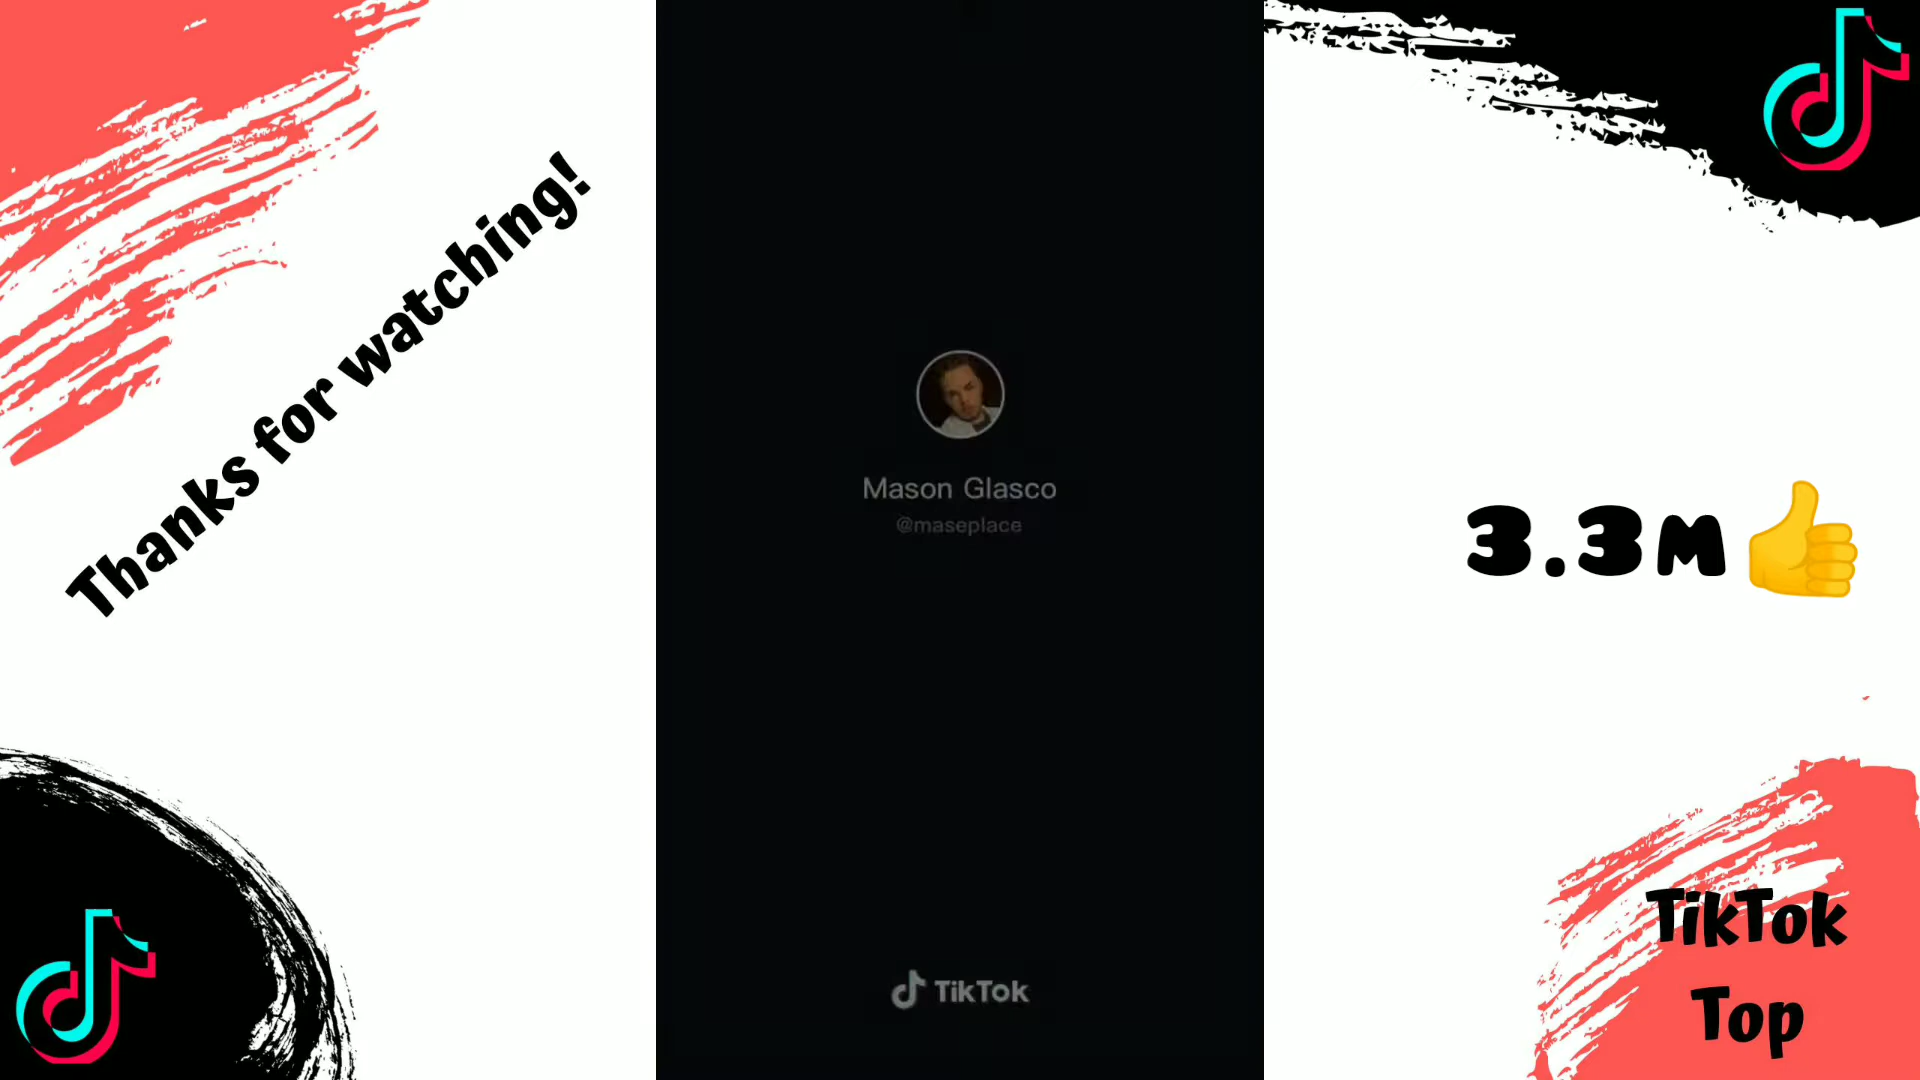 Thanks for watching!
Mason Glasco
@maseplace
TikTok
3.3M
TikTok
Top